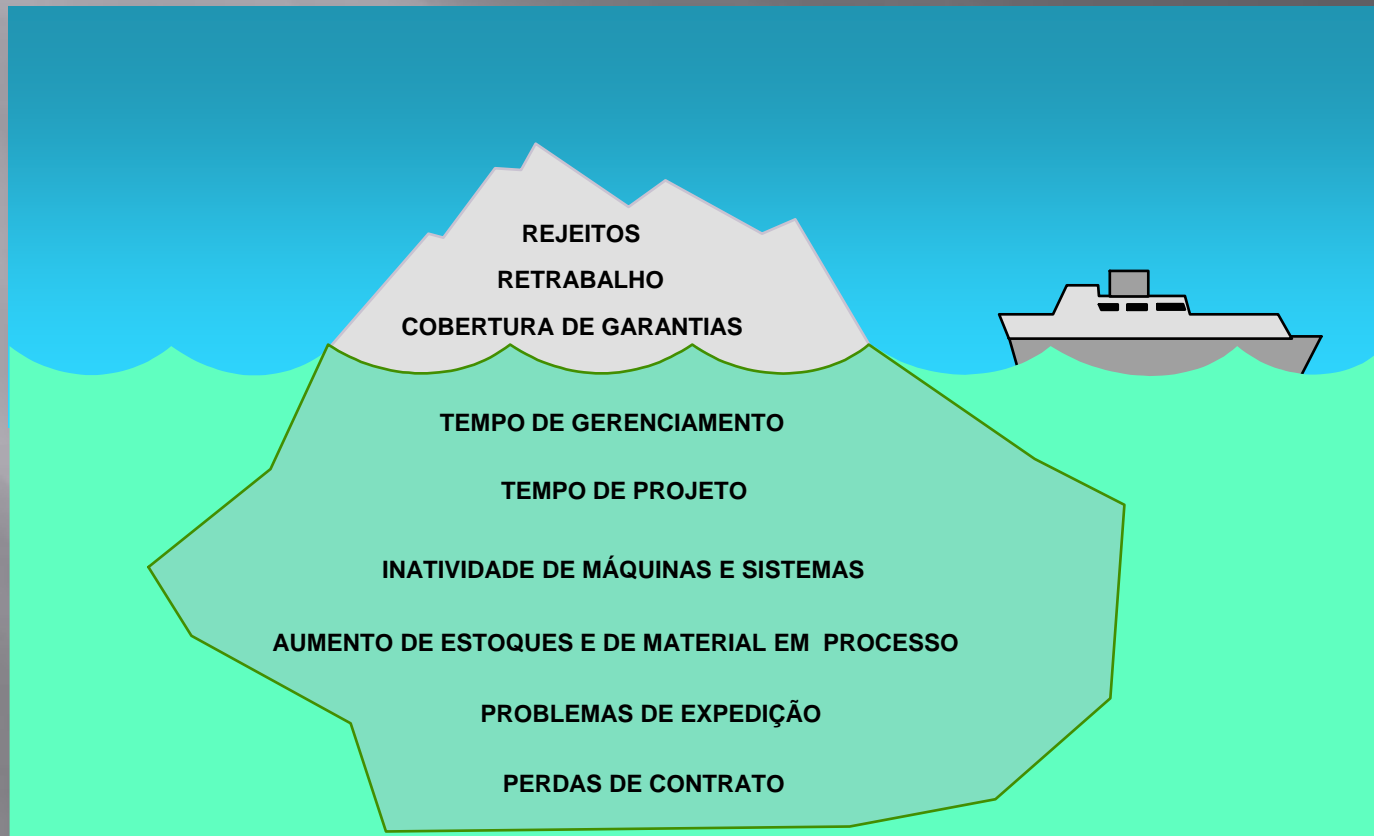 REJEITOS
RETRABALHO
COBERTURA DE GARANTIAS
TEMPO DE GERENCIAMENTO
TEMPO DE PROJETO
INATIVIDADE DE MÁQUINAS E SISTEMAS
AUMENTO DE ESTOQUES E DE MATERIAL EM PROCESSO
PROBLEMAS DE EXPEDIÇÃO
PERDAS DE CONTRATO